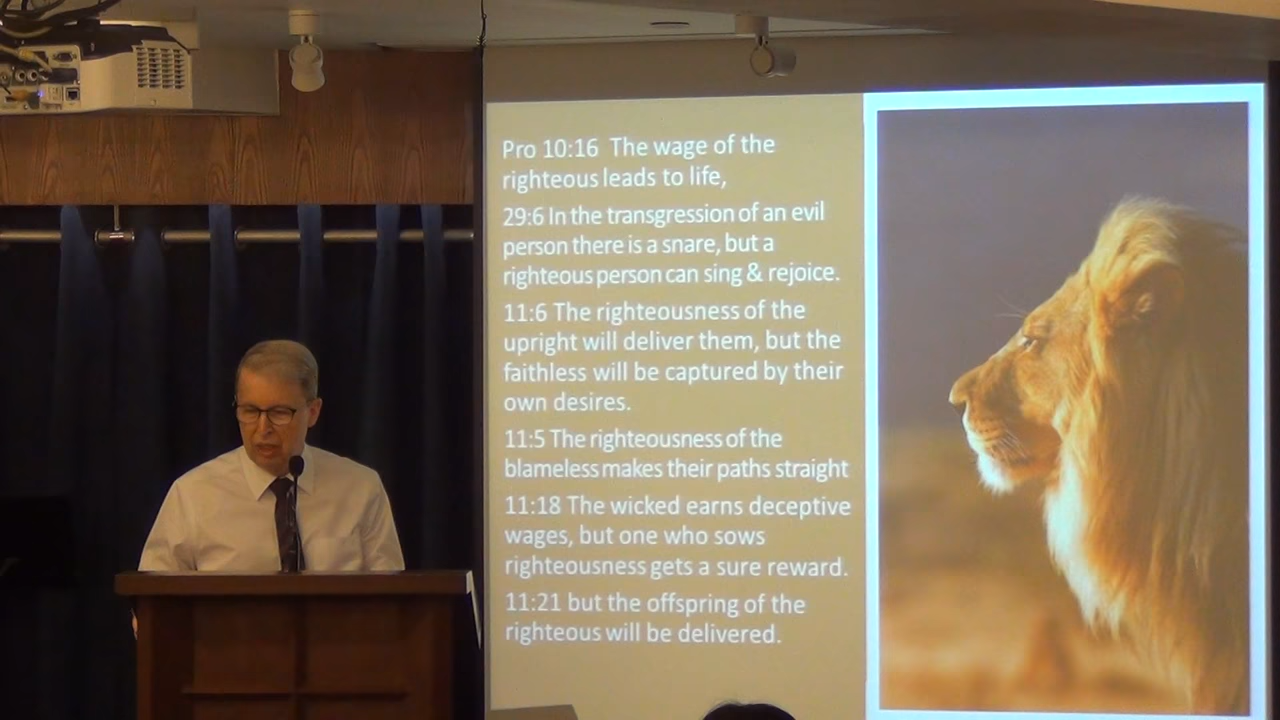 Pro 10:16  The wage of the
righteous leads to life,
29:6 In the transgression of an evil
person there is a snare, but a
righteous person can sing & rejoice.
11:6 The righteousness of the
upright will deliver them, but the
faithless will be captured by their
own desires.
11:5 The righteousness of the
blameless makes their paths straight
11:18 The wicked earns deceptive
wages, but one who sows
righteousness gets a sure reward.
11:21 but the offspring of the
righteous will be delivered.